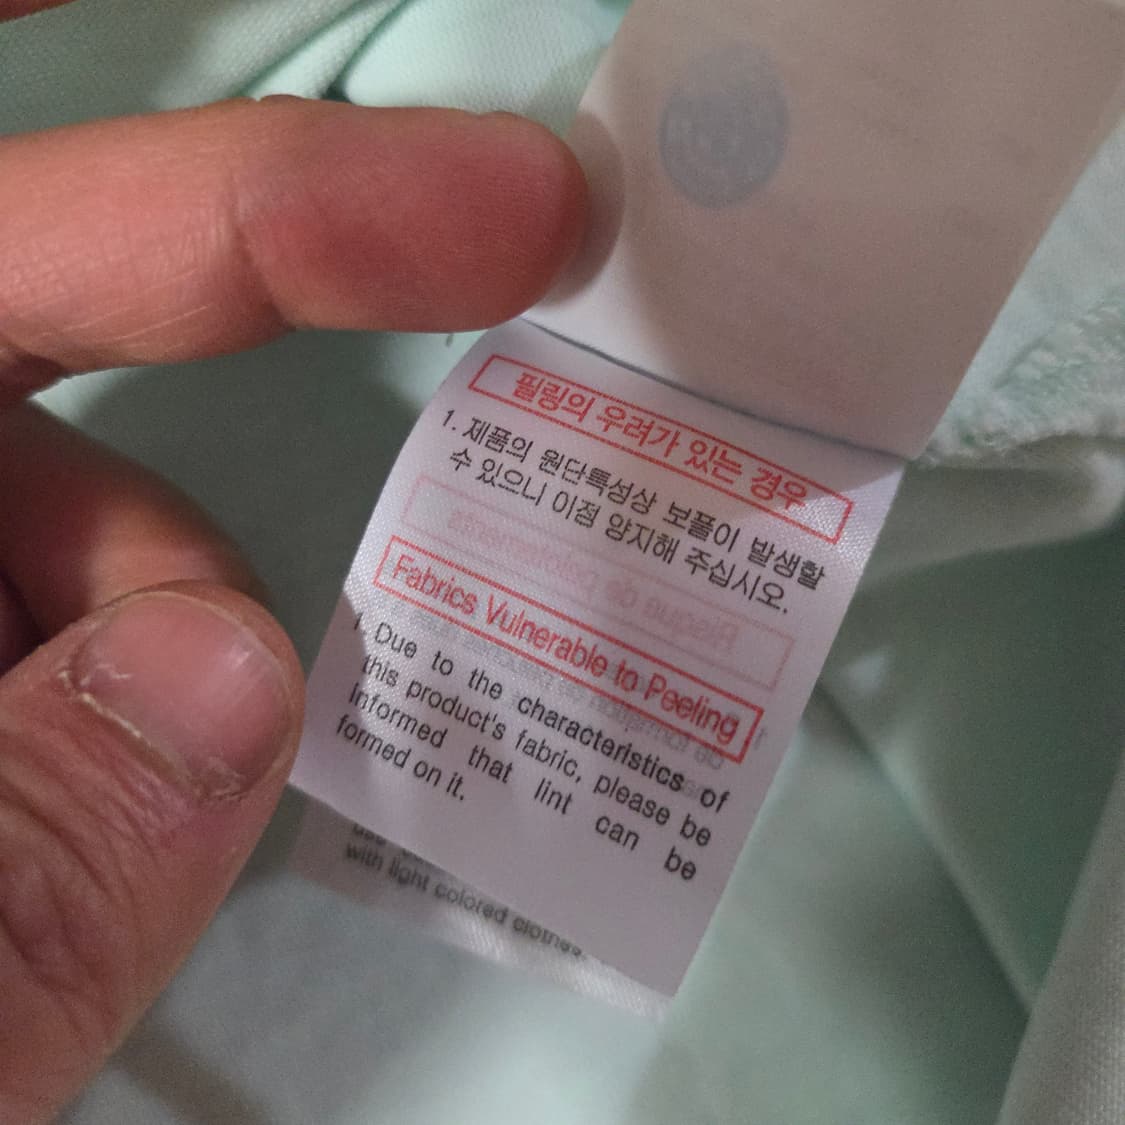 필링의 우려가 있는 경우
1. 제품의 원단특성상 보풀이 발생할
수 있으니 이점 양지해 주십시오.
Fabrics Vulnerable to Peeling
1. Due to the characteristics of
this product's fabric, please be
informed that lint can be
formed on it.
with light colored clothes.